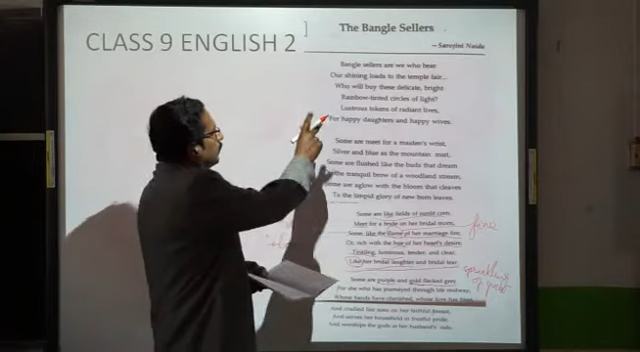 CLASS 9 ENGLISH 2
The Bangle Sellers
– Sarojini Naidu
Bangle sellers are we who bear
Our shining loads to the temple fair...
Who will buy these delicate, bright
Rainbow-tinted circles of light?
Lustrous tokens of radiant lives,
For happy daughters and happy wives.
Some are meet for a maiden's wrist,
Silver and blue as the mountain mist,
Some are flushed like the buds that dream
the tranquil brow of a woodland stream,
Some are aglow with the bloom that cleaves
To the limpid glory of new born leaves.
Some are like fields of sunlit corn,
Meet for a bride on her bridal morn,
Some, like the flame of her marriage fire,
Or, rich with the hue of her heart's desire,
Tinkling, luminous, tender, and clear,
Like her bridal laughter and bridal tear.
fire
Some are purple and gold flecked grey
For she who has journeyed through life midway,
Whose hands have cherished, whose love has blest,
sprinkling of gold
And cradled fair sons on her faithful breast,
And serves her household in fruitful pride,
And worships the gods at her husband's side.